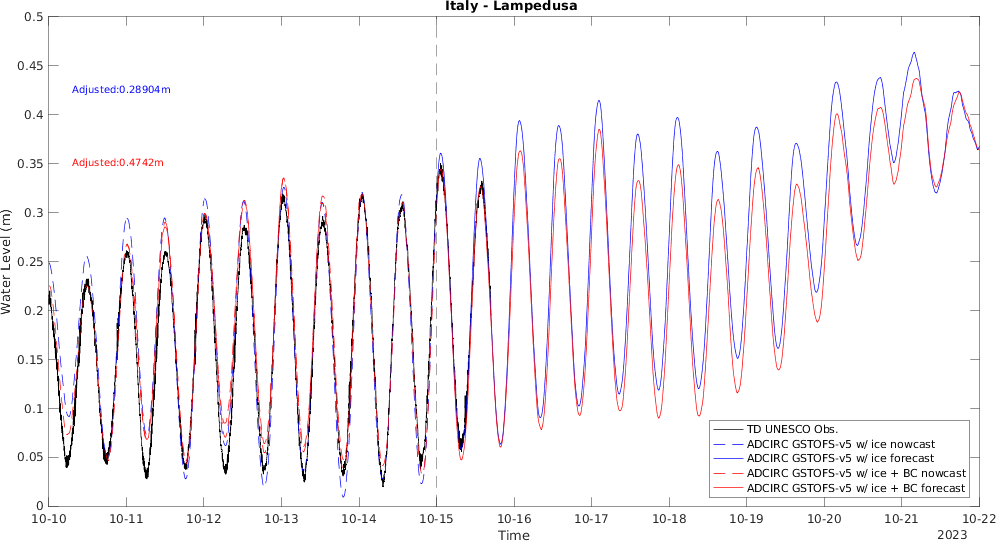 Italy - Lampedusa
0.5
0.45
0.4
0.35
0.3
0.25
0.2
0.15
0.1
0.05
0
Water Level (m)
Adjusted:0.28904m
Adjusted:0.4742m
TD UNESCO Obs.
ADCIRC GSTOFS-v5 w/ ice nowcast
ADCIRC GSTOFS-v5 w/ ice forecast
ADCIRC GSTOFS-v5 w/ ice + BC nowcast
ADCIRC GSTOFS-v5 w/ ice + BC forecast
10-10 10-11 10-12 10-13 10-14 10-15 10-16 10-17 10-18 10-19 10-20 10-21 10-22
Time
2023